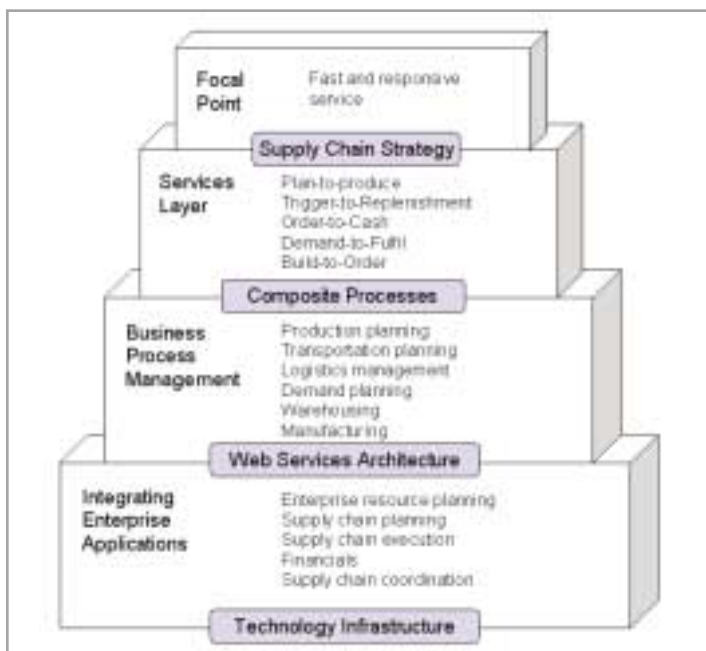 Focal
Point
Fast and responsive
service
Supply Chain Strategy
Services
Layer
Plan-to-produce
Trigger-to-Replenishment
Order-to-Cash
Demand-to-Fulfil
Build-to-Order
Composite Processes
Business
Process
Management
Production planning
Transportation planning
Logistics management
Demand planning
Warehousing
Manufacturing
Web Services Architecture
Integrating
Enterprise
Applications
Enterprise resource planning
Supply chain planning
Supply chain execution
Financials
Supply chain coordination
Technology Infrastructure